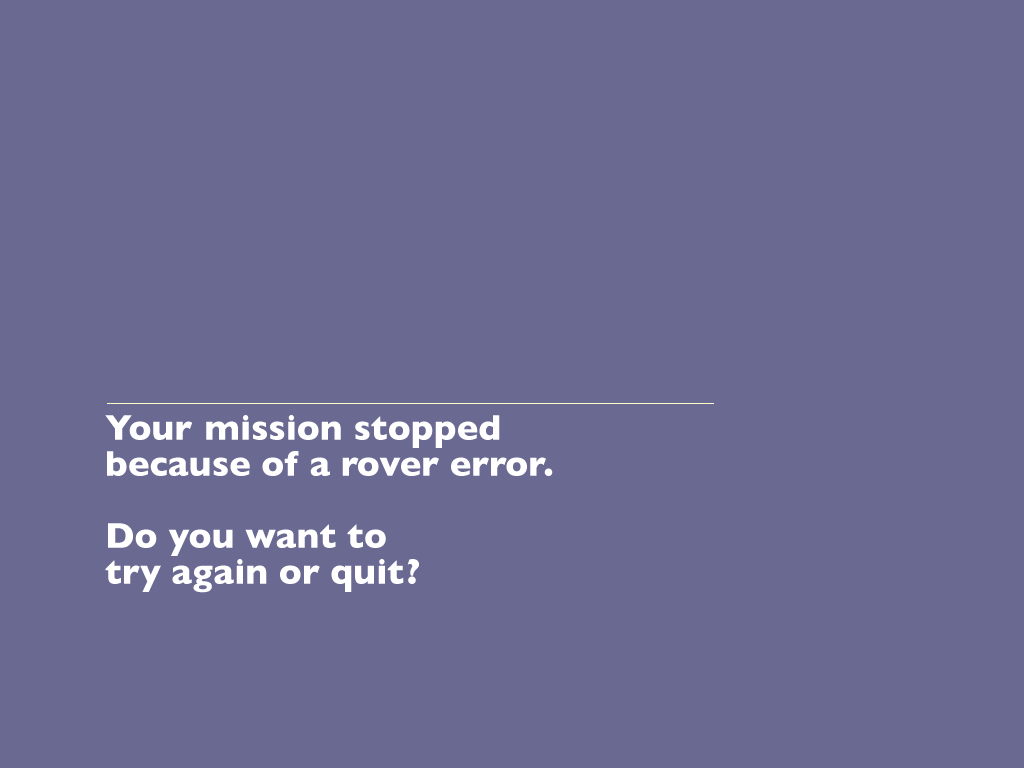 Your mission stopped
because of a rover error.
Do you want to
try again or quit?